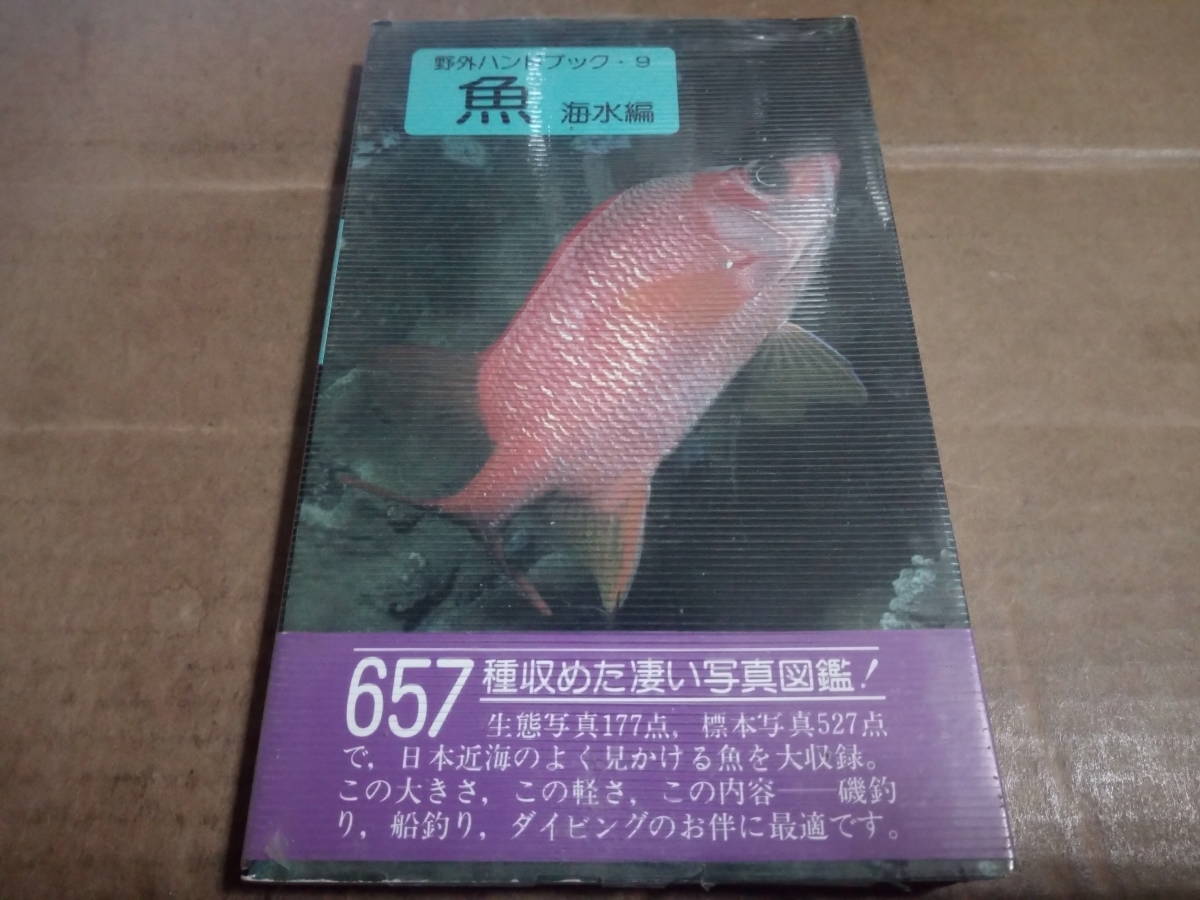 野外ハンドブック・9
魚 海水編
657種収めた凄い写真図鑑!
生態写真177点, 標本写真527点
で, 日本近海のよく見かける魚を大収録。
この大きさ, この軽さ, この内容——磯釣
り, 船釣り, ダイビングのお伴に最適です。